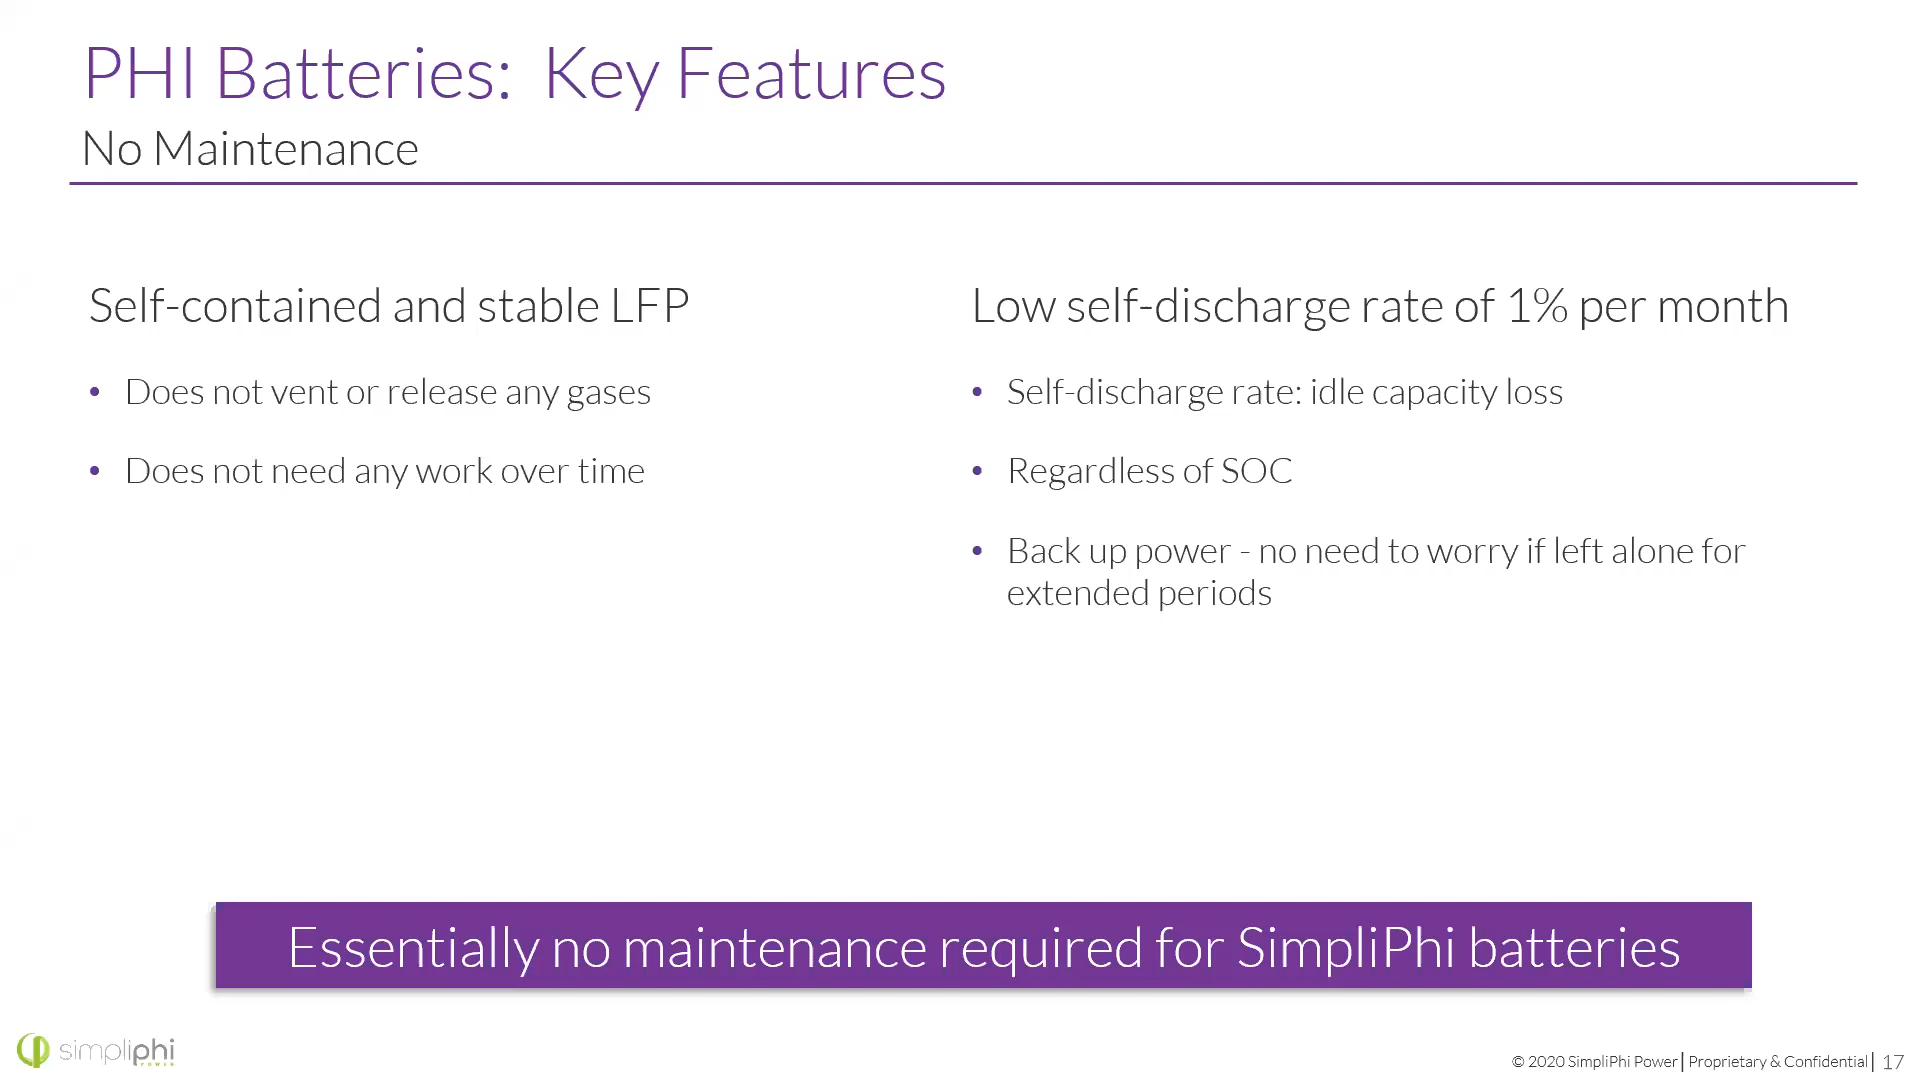 PHI Batteries: Key Features
No Maintenance
Self-contained and stable LFP
• Does not vent or release any gases
• Does not need any work over time
Low self-discharge rate of 1% per month
• Self-discharge rate: idle capacity loss
• Regardless of SOC
• Back up power - no need to worry if left alone for
extended periods
Essentially no maintenance required for SimpliPhi batteries
simpliphi
POWER
© 2020 SimpliPhi Power | Proprietary & Confidential | 17